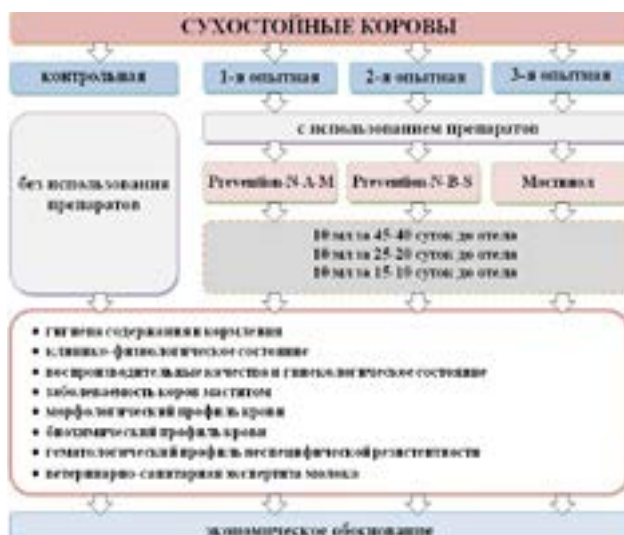 СУХОСТОЙНЫЕ КОРОВЫ
контрольная
1-я опытная
2-я опытная
3-я опытная
с использованием препаратов
без использования
препаратов
Prevention-N-A-M
Prevention-N-B-S
Мастинол
10 мл за 45-40 суток до отела
10 мл за 25-20 суток до отела
10 мл за 15-10 суток до отела
• гигиена содержания и кормления
• клинико-физиологическое состояние
• воспроизводительные качества и гинекологическое состояние
• заболеваемость коров маститом
• морфологический профиль крови
• биохимический профиль крови
• гематологический профиль неспецифической резистентности
• ветеринарно-санитарная экспертиза молока
экономическое обоснование